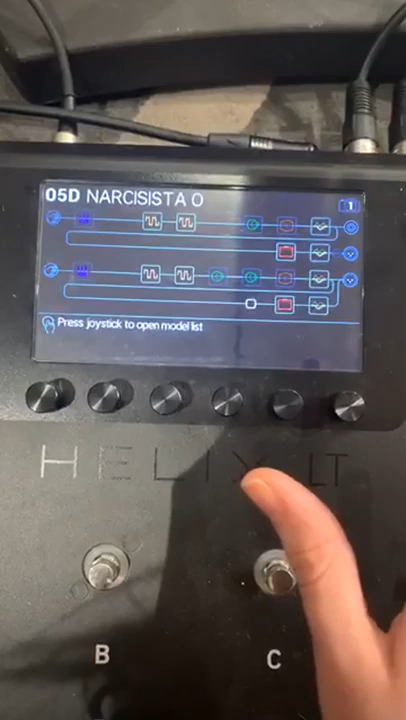 05D NARCISISTA O
1
Press joystick to open model list
HELIX LT
B
C